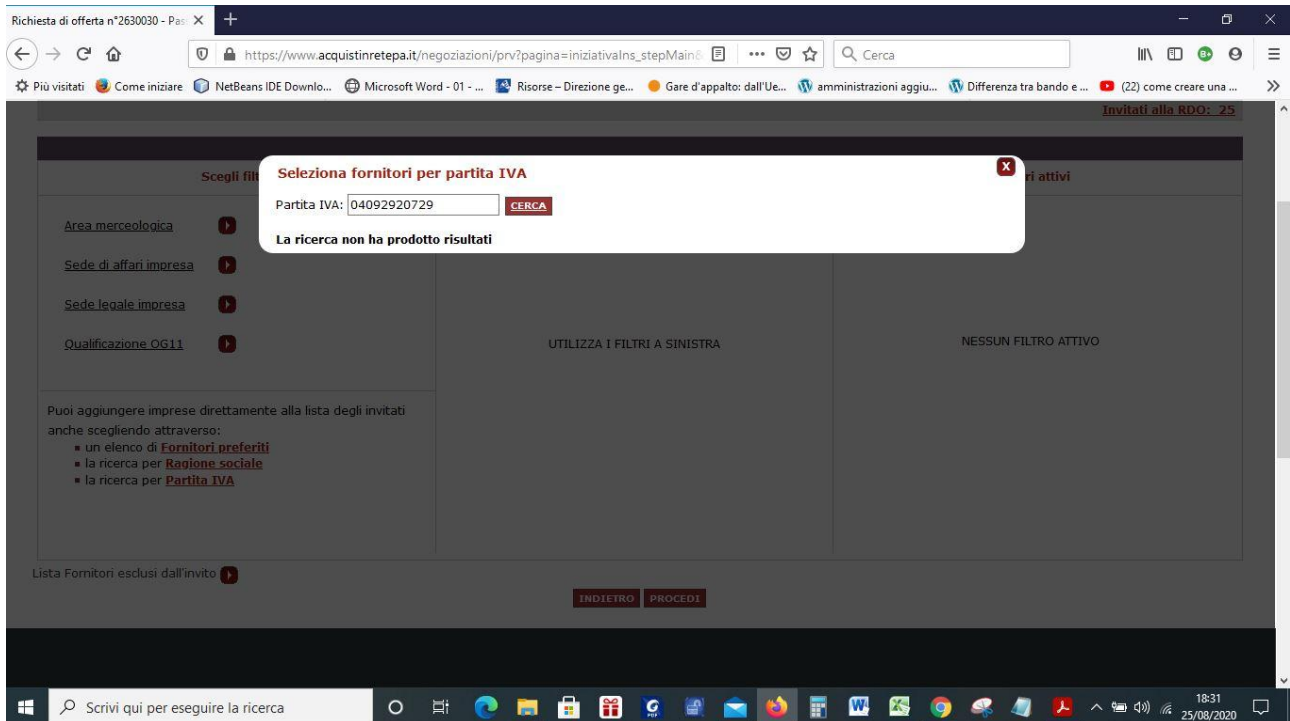 Richiesta di offerta n°2630030 - Pas
https://www.acquistinretepa.it/negoziazioni/prv?pagina=iniziativaIns_stepMain&
Cerca
Più visitati Come iniziare NetBeans IDE Downlo... Microsoft Word - 01 - ... Risorse – Direzione ge... Gare d'appalto: dall'Ue... amministrazioni aggiu... Differenza tra bando e ... (22) come creare una ...
Invitati alla RDO: 25
Scegli filt
ri attivi
Seleziona fornitori per partita IVA
X
Partita IVA: 04092920729 CERCA
La ricerca non ha prodotto risultati
Area merceologica
Sede di affari impresa
Sede legale impresa
Qualificazione OG11
UTILIZZA I FILTRI A SINISTRA
NESSUN FILTRO ATTIVO
Puoi aggiungere imprese direttamente alla lista degli invitati
anche scegliendo attraverso:
un elenco di Fornitori preferiti
la ricerca per Ragione sociale
la ricerca per Partita IVA
Lista Fornitori esclusi dall'invito
INDIETRO PROCEDI
Scrivi qui per eseguire la ricerca
18:31
25/08/2020